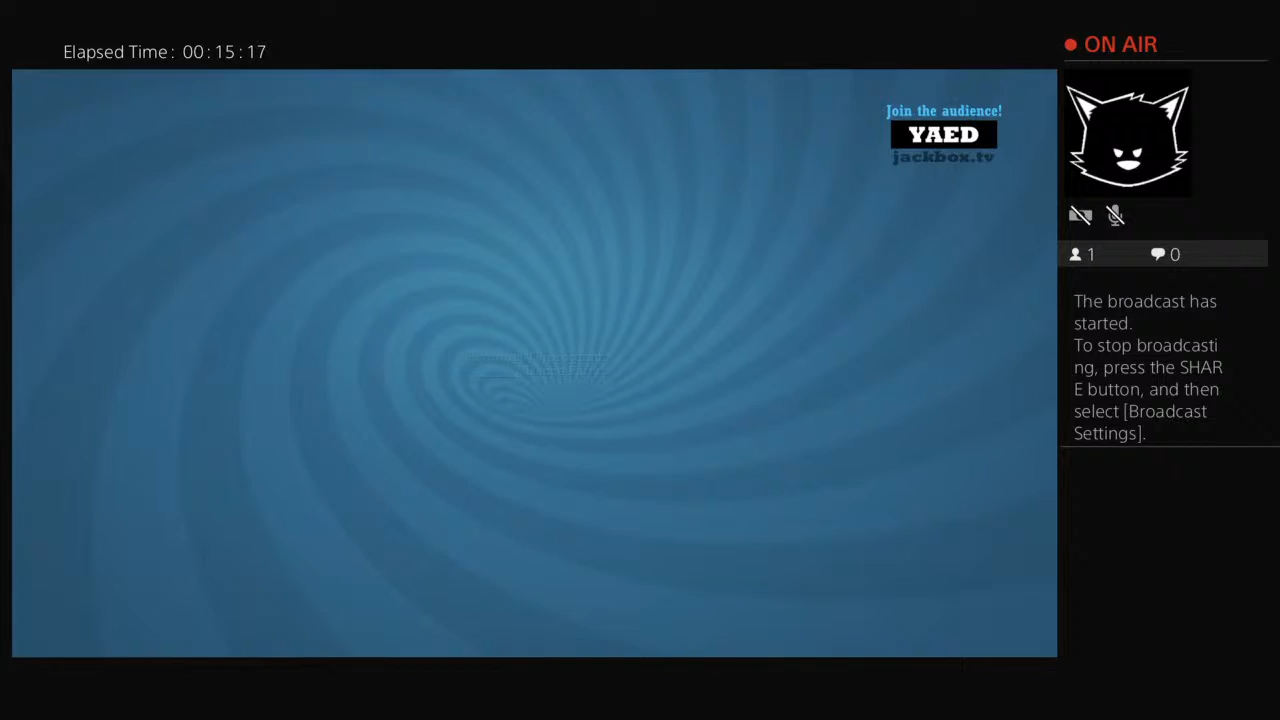 Elapsed Time: 00:15:17
ON AIR
Join the audience!
YAED
jackbox.tv
1
0
The broadcast has
started.
To stop broadcasti
ng, press the SHAR
E button, and then
select [Broadcast
Settings].